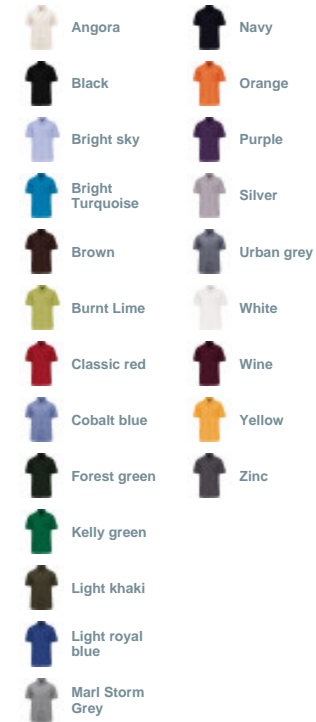 Angora
Black
Bright sky
Bright
Turquoise
Brown
Burnt Lime
Classic red
Cobalt blue
Forest green
Kelly green
Light khaki
Light royal
blue
Marl Storm
Grey
Navy
Orange
Purple
Silver
Urban grey
White
Wine
Yellow
Zinc